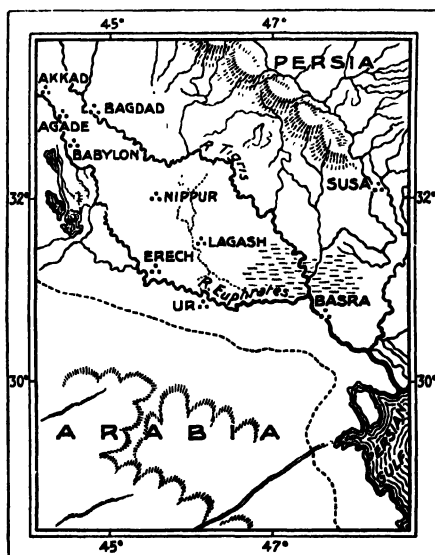 45°
47°
PERSIA
AKKAD
BAGDAD
AGADE
BABYLON
R. Tigris
32°
32°
SUSA
NIPPUR
LAGASH
ERECH
R. Euphrates
UR
BASRA
30°
30°
ARABIA
45°
47°